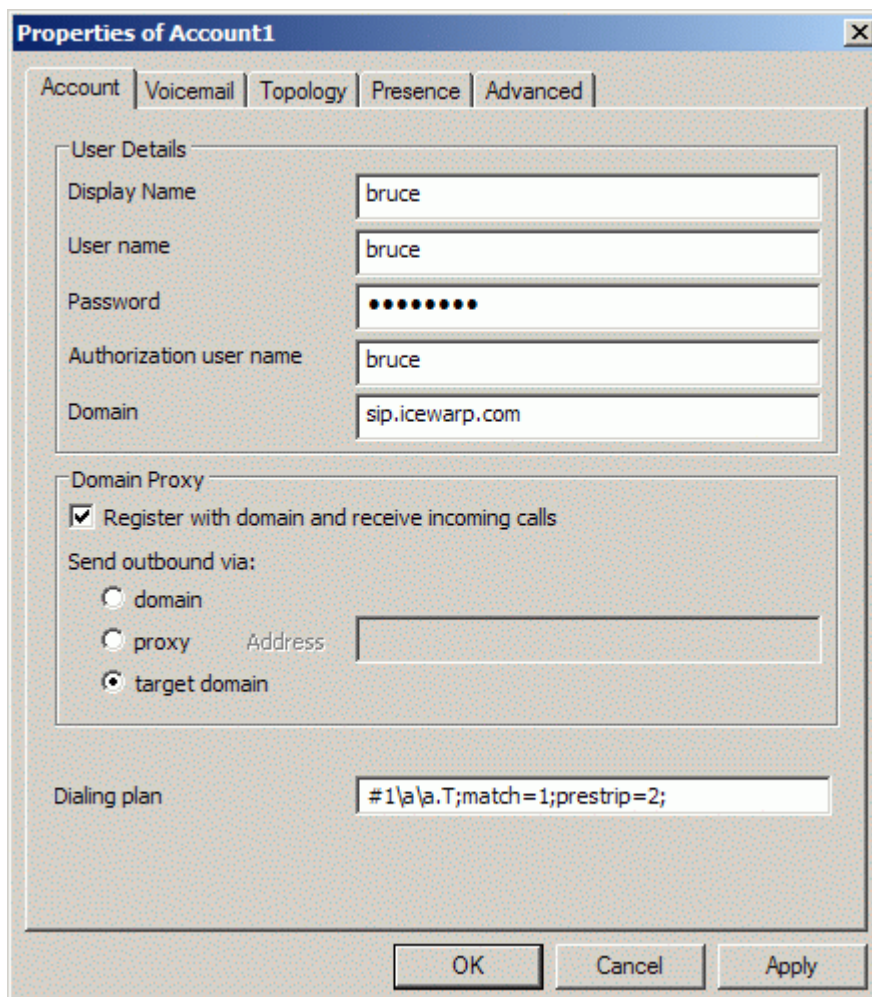 Properties of Account1
Account Voicemail Topology Presence Advanced
User Details
Display Name bruce
User name bruce
Password ●●●●●●●●
Authorization user name bruce
Domain sip.icewarp.com
Domain Proxy
Register with domain and receive incoming calls
Send outbound via:
domain
proxy Address
target domain
Dialing plan #1\a\a.T;match=1;prestrip=2;
OK Cancel Apply